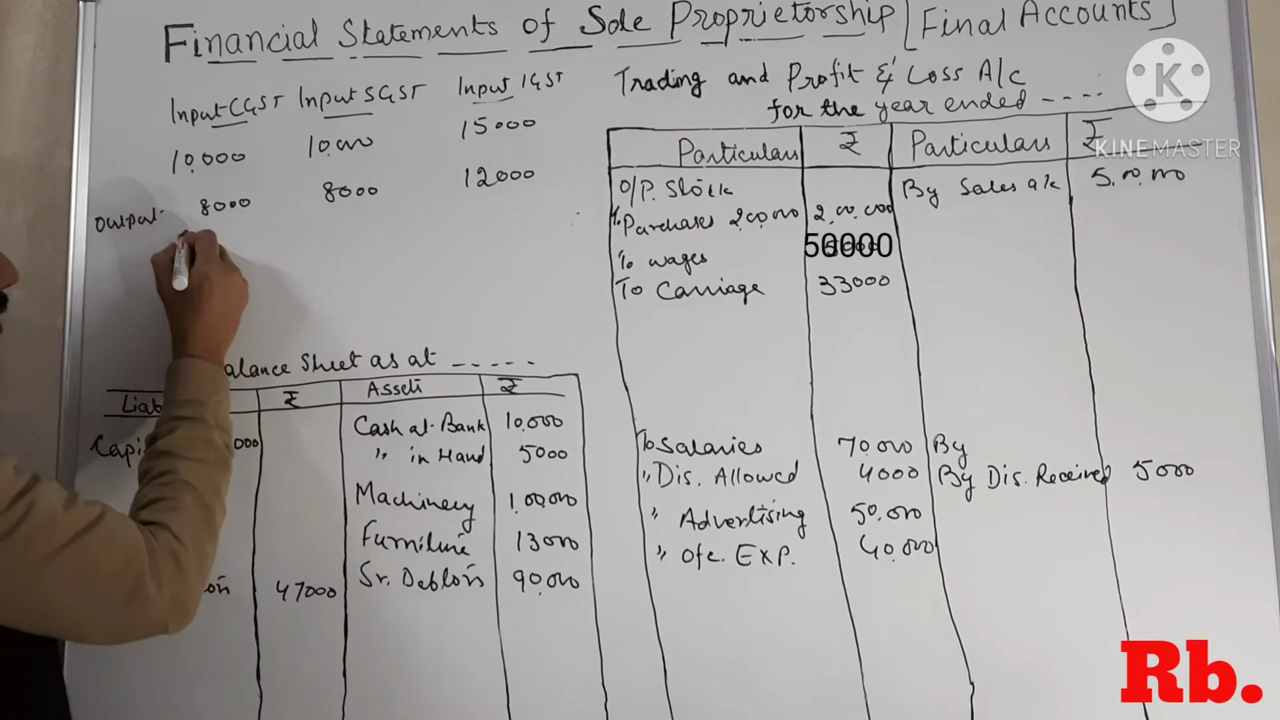 Financial Statements of Sole Proprietorship [Final Accounts]
Input CGST Input SGST Input IGST
10,000 10,000 15000
Output 8000 8000 12000
Trading and Profit & Loss A/c
for the year ended ----
Particulars ₹ Particulars ₹
O/P. Stock By Sales a/c 5,00,000
To Purchases 2,00,000 2,00,000
To wages 50000
To Carriage 33000
To Salaries 70,000 By
" Dis. Allowed 4000 By Dis. Received 5000
" Advertising 50,000
" Ofc. EXP. 40,000
alance Sheet as at -----
Liab ₹ Assets ₹
Capi 000 Cash at Bank 10,000
" in Hand 5000
Machinery 1,00,000
Furniture 13000
47000 Sr. Debtors 90,000
K
KINEMASTER
Rb.